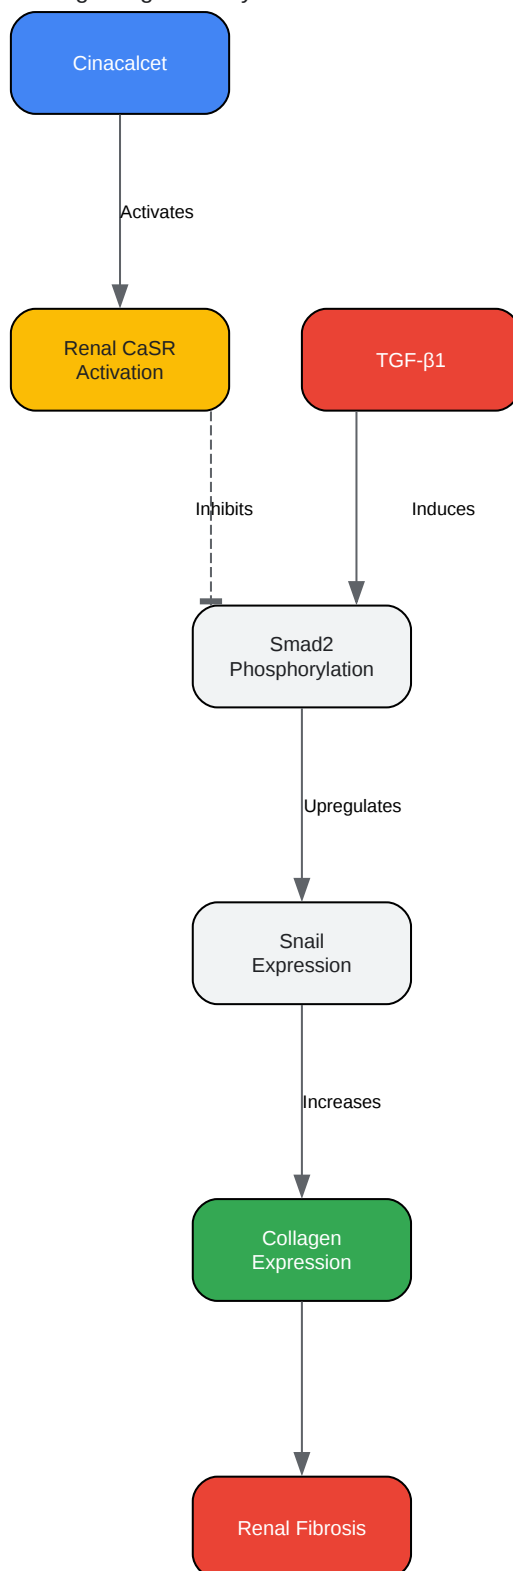 Cinacalcet
Activates
Renal CaSR
Activation
TGF-β1
Inhibits
Induces
Smad2
Phosphorylation
Upregulates
Snail
Expression
Increases
Collagen
Expression
Renal Fibrosis